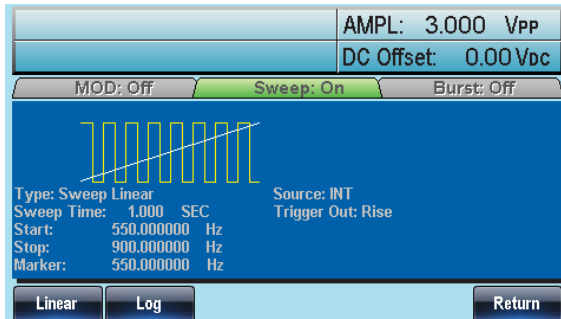 AMPL: 3.000 VPP
DC Offset: 0.00 VDC
MOD: Off Sweep: On Burst: Off
Type: Sweep Linear Source: INT
Sweep Time: 1.000 SEC Trigger Out: Rise
Start: 550.000000 Hz
Stop: 900.000000 Hz
Marker: 550.000000 Hz
Linear Log Return